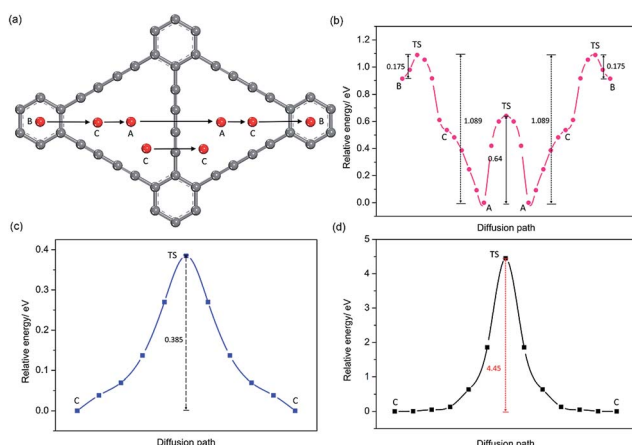 (a)
B
C
A
A
C
B
C
C
(b)
Relative energy/ eV
1.2
1.0
0.8
0.6
0.4
0.2
0.0
TS
0.175
B
C
1.089
TS
0.64
A
A
1.089
C
TS
0.175
B
Diffusion path
(c)
Relative energy/ eV
0.4
0.3
0.2
0.1
0.0
TS
0.385
C
C
Diffusion path
(d)
Relative energy/ eV
5
4
3
2
1
0
TS
4.45
C
C
Diffusion path